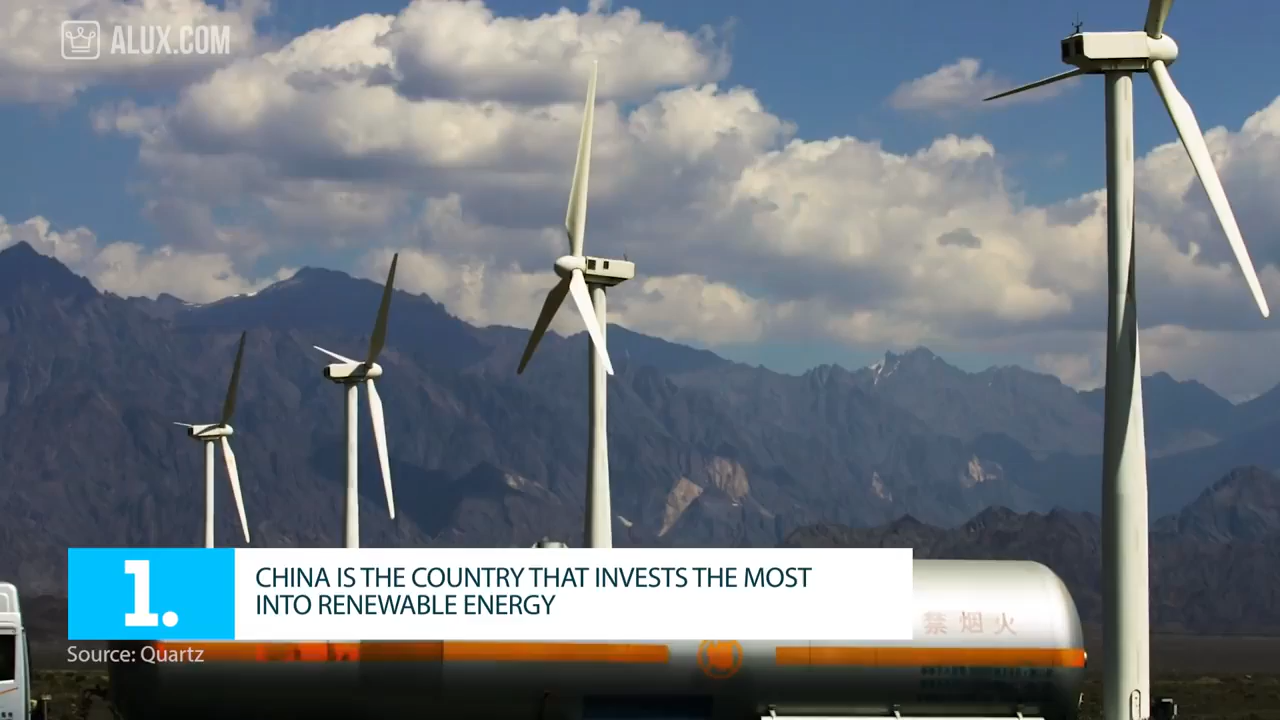 ALUX.COM
1.
CHINA IS THE COUNTRY THAT INVESTS THE MOST
INTO RENEWABLE ENERGY
禁烟火
Source: Quartz